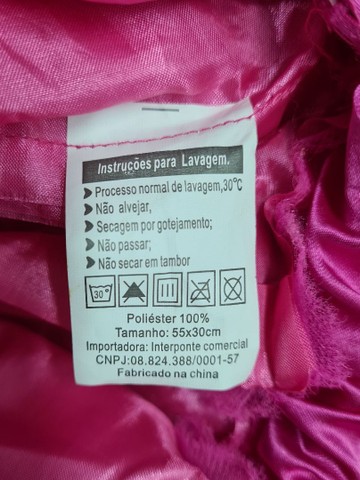 Instruções para Lavagem.
Processo normal de lavagem,30°C
Não alvejar,
Secagem por gotejamento;
Não passar;
Não secar em tambor
30°
Poliéster 100%
Tamanho: 55x30cm
Importadora: Interponte comercial
CNPJ:08.824.388/0001-57
Fabricado na china